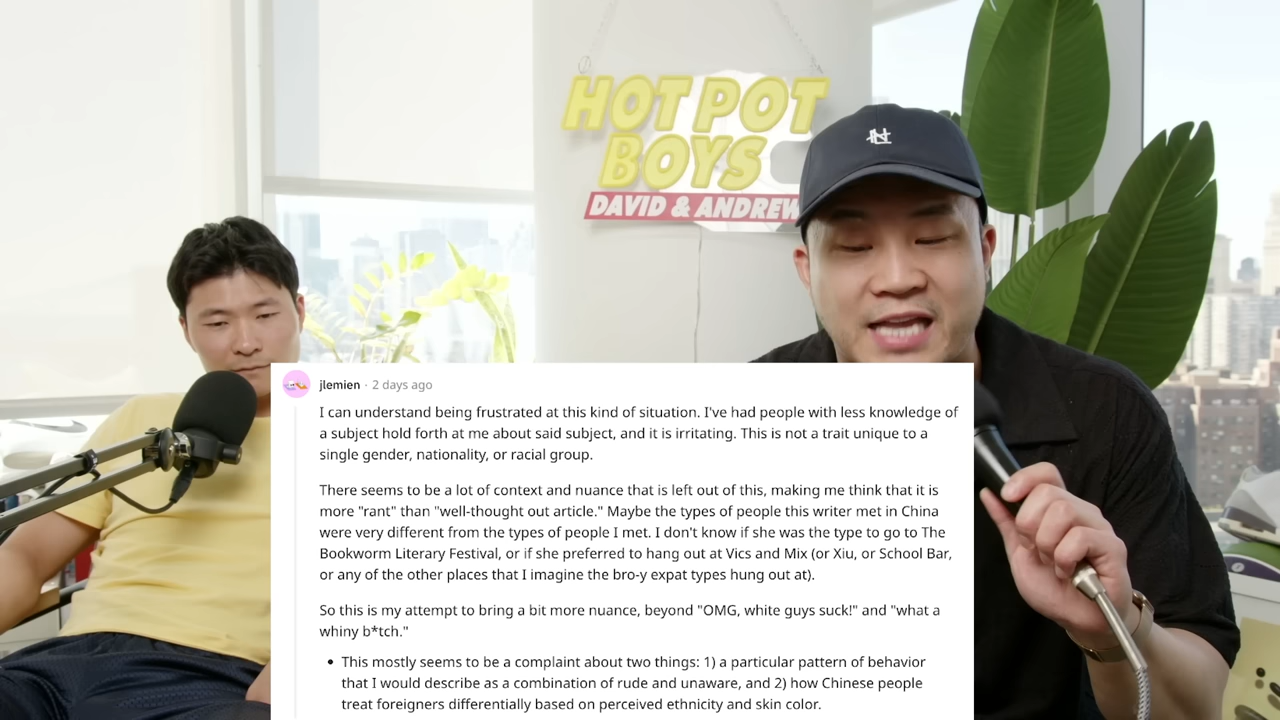 HOT POT
BOYS
DAVID & ANDREW
jlemien · 2 days ago
I can understand being frustrated at this kind of situation. I've had people with less knowledge of
a subject hold forth at me about said subject, and it is irritating. This is not a trait unique to a
single gender, nationality, or racial group.
There seems to be a lot of context and nuance that is left out of this, making me think that it is
more "rant" than "well-thought out article." Maybe the types of people this writer met in China
were very different from the types of people I met. I don't know if she was the type to go to The
Bookworm Literary Festival, or if she preferred to hang out at Vics and Mix (or Xiu, or School Bar,
or any of the other places that I imagine the bro-y expat types hung out at).
So this is my attempt to bring a bit more nuance, beyond "OMG, white guys suck!" and "what a
whiny b*tch."
• This mostly seems to be a complaint about two things: 1) a particular pattern of behavior
that I would describe as a combination of rude and unaware, and 2) how Chinese people
treat foreigners differentially based on perceived ethnicity and skin color.